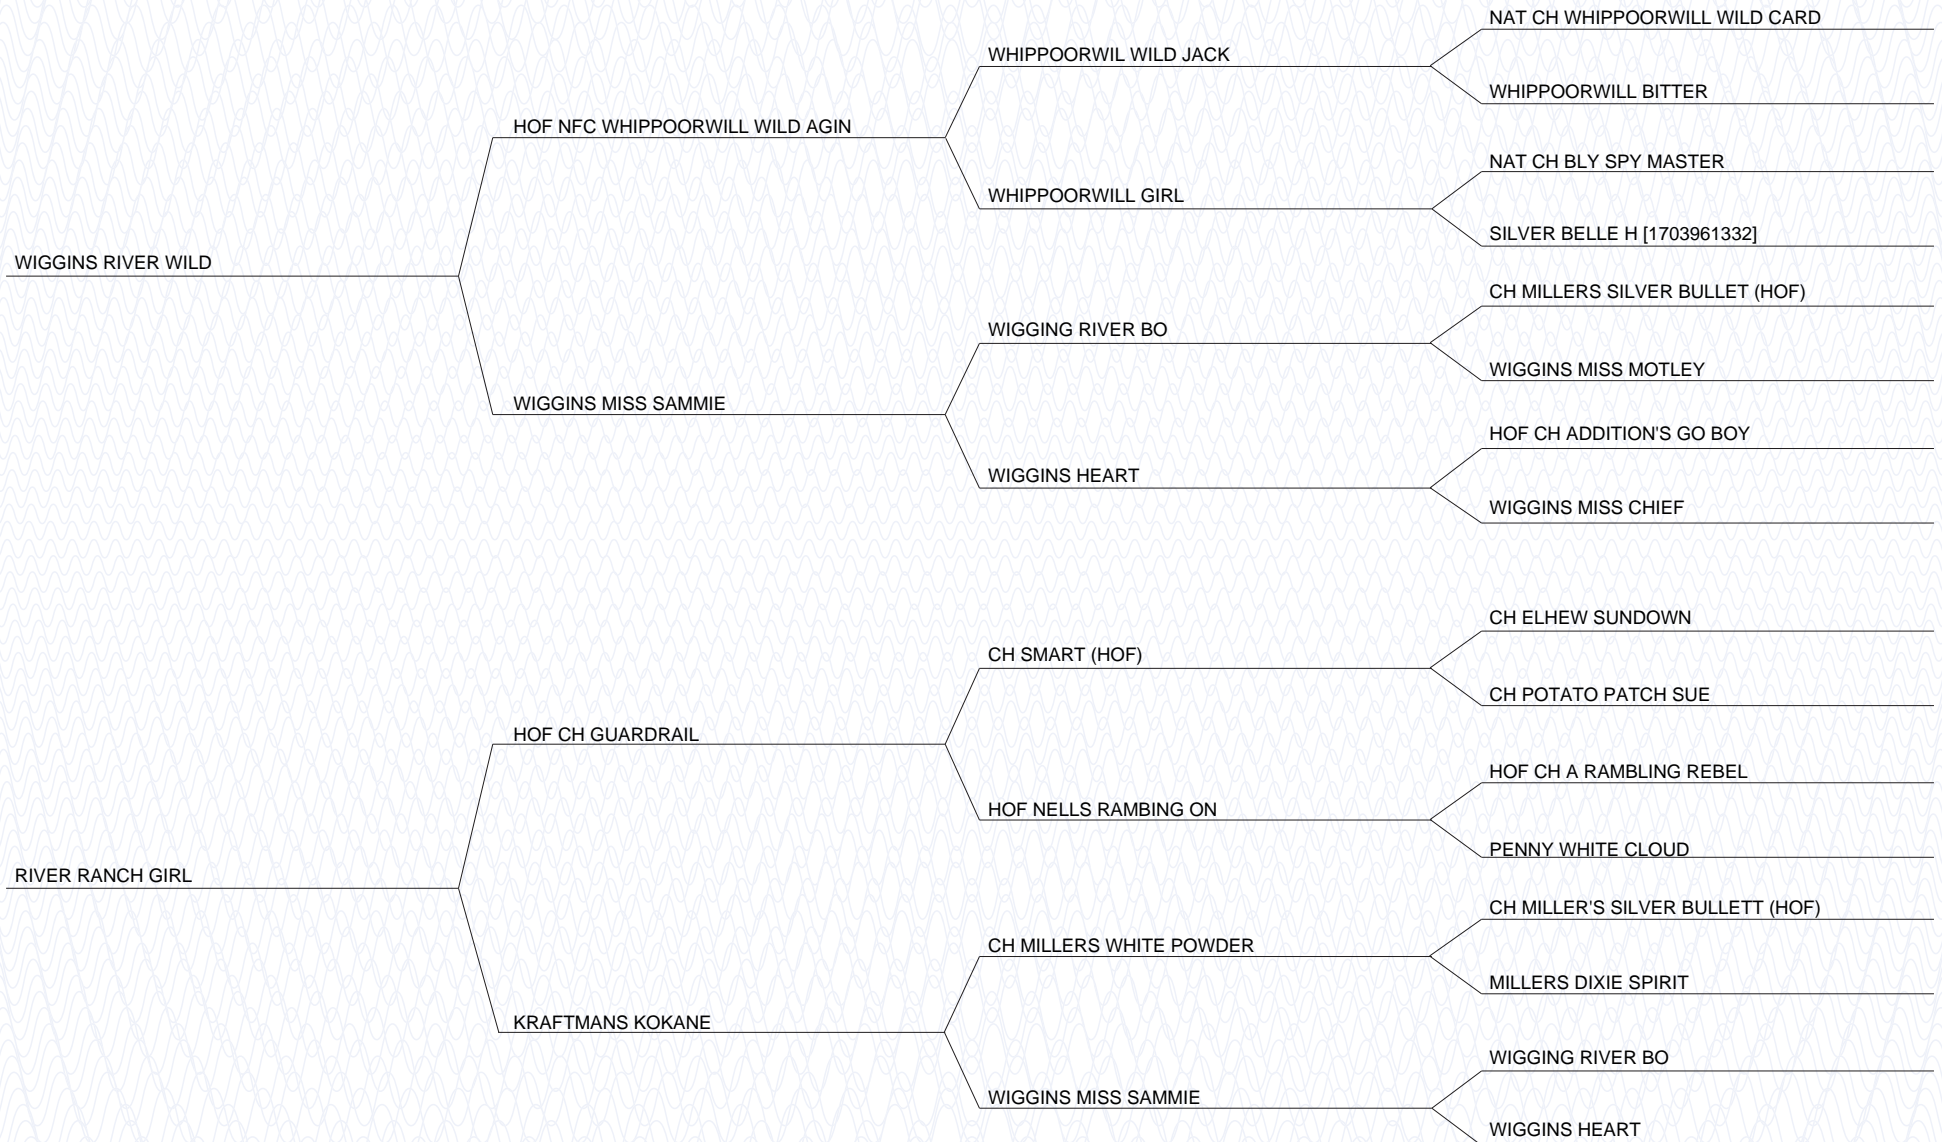 NAT CH WHIPPOORWILL WILD CARD
WHIPPOORWIL WILD JACK
WHIPPOORWILL BITTER
HOF NFC WHIPPOORWILL WILD AGIN
NAT CH BLY SPY MASTER
WHIPPOORWILL GIRL
SILVER BELLE H [1703961332]
WIGGINS RIVER WILD
CH MILLERS SILVER BULLET (HOF)
WIGGING RIVER BO
WIGGINS MISS MOTLEY
WIGGINS MISS SAMMIE
HOF CH ADDITION'S GO BOY
WIGGINS HEART
WIGGINS MISS CHIEF
CH ELHEW SUNDOWN
CH SMART (HOF)
CH POTATO PATCH SUE
HOF CH GUARDRAIL
HOF CH A RAMBLING REBEL
HOF NELLS RAMBING ON
PENNY WHITE CLOUD
RIVER RANCH GIRL
CH MILLER'S SILVER BULLETT (HOF)
CH MILLERS WHITE POWDER
MILLERS DIXIE SPIRIT
KRAFTMANS KOKANE
WIGGING RIVER BO
WIGGINS MISS SAMMIE
WIGGINS HEART